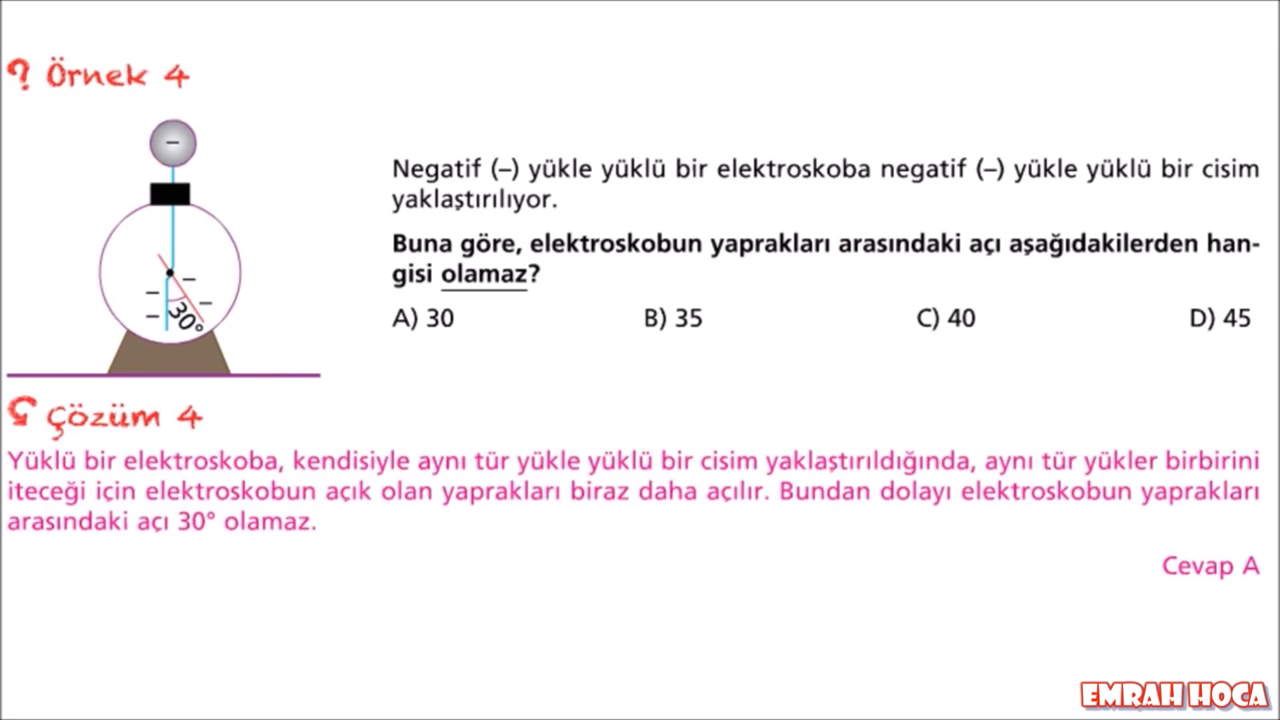 ? Örnek 4
–
– –
– –
30°
Negatif (–) yükle yüklü bir elektroskoba negatif (–) yükle yüklü bir cisim
yaklaştırılıyor.
Buna göre, elektroskobun yaprakları arasındaki açı aşağıdakilerden han-
gisi olamaz?
A) 30 B) 35 C) 40 D) 45
Çözüm 4
Yüklü bir elektroskoba, kendisiyle aynı tür yükle yüklü bir cisim yaklaştırıldığında, aynı tür yükler birbirini
iteceği için elektroskobun açık olan yaprakları biraz daha açılır. Bundan dolayı elektroskobun yaprakları
arasındaki açı 30° olamaz.
Cevap A
EMRAH HOCA